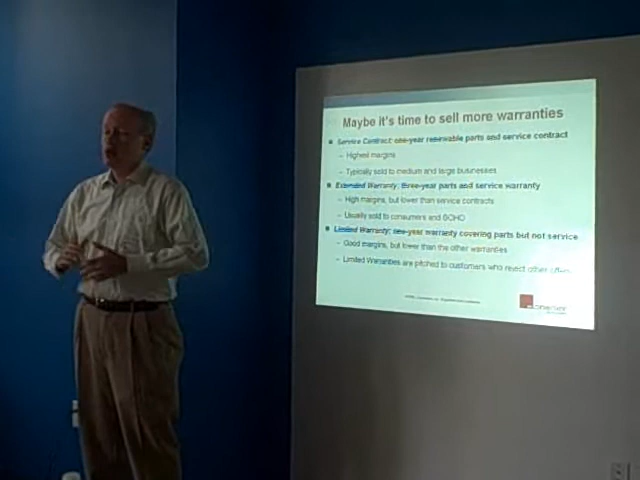 Maybe it's time to sell more warranties
Service Contract: one-year renewable parts and service contract
– Highest margins
– Typically sold to medium and large businesses
Extended Warranty: three-year parts and service warranty
– High margins, but lower than service contracts
– Usually sold to consumers and SOHO
Limited Warranty: one-year warranty covering parts but not service
– Good margins, but lower than the other warranties
– Limited Warranties are pitched to customers who reject other